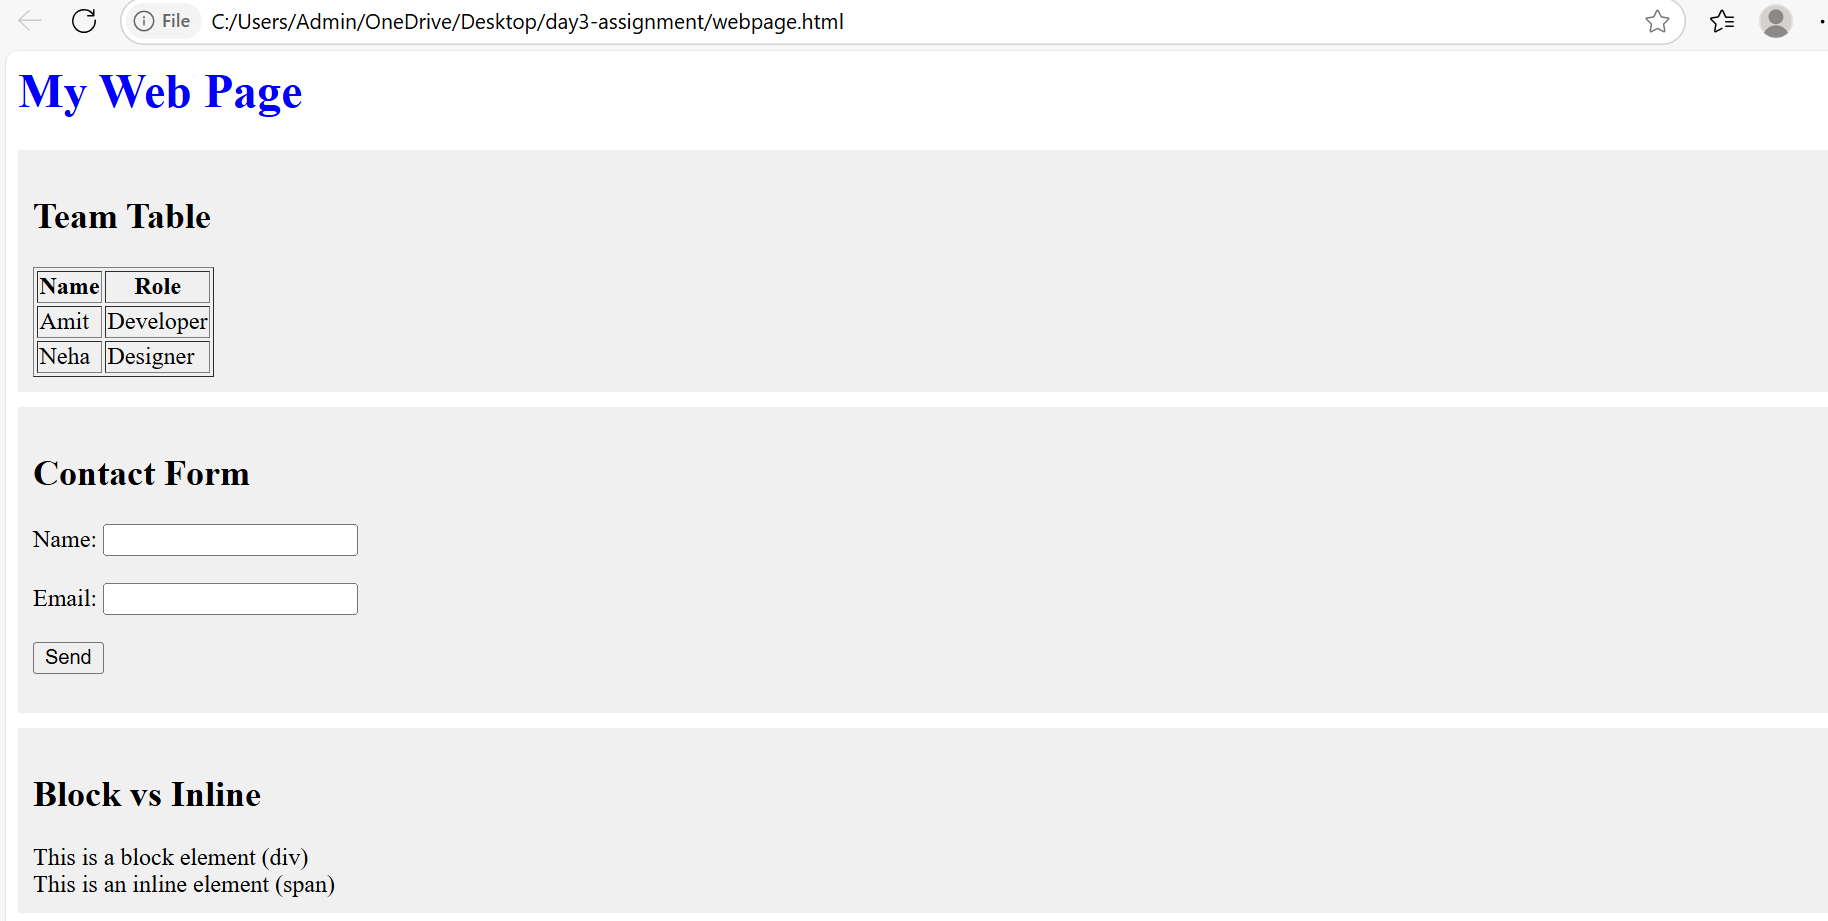 File C:/Users/Admin/OneDrive/Desktop/day3-assignment/webpage.html
My Web Page
Team Table
Name Role
Amit Developer
Neha Designer
Contact Form
Name:
Email:
Send
Block vs Inline
This is a block element (div)
This is an inline element (span)